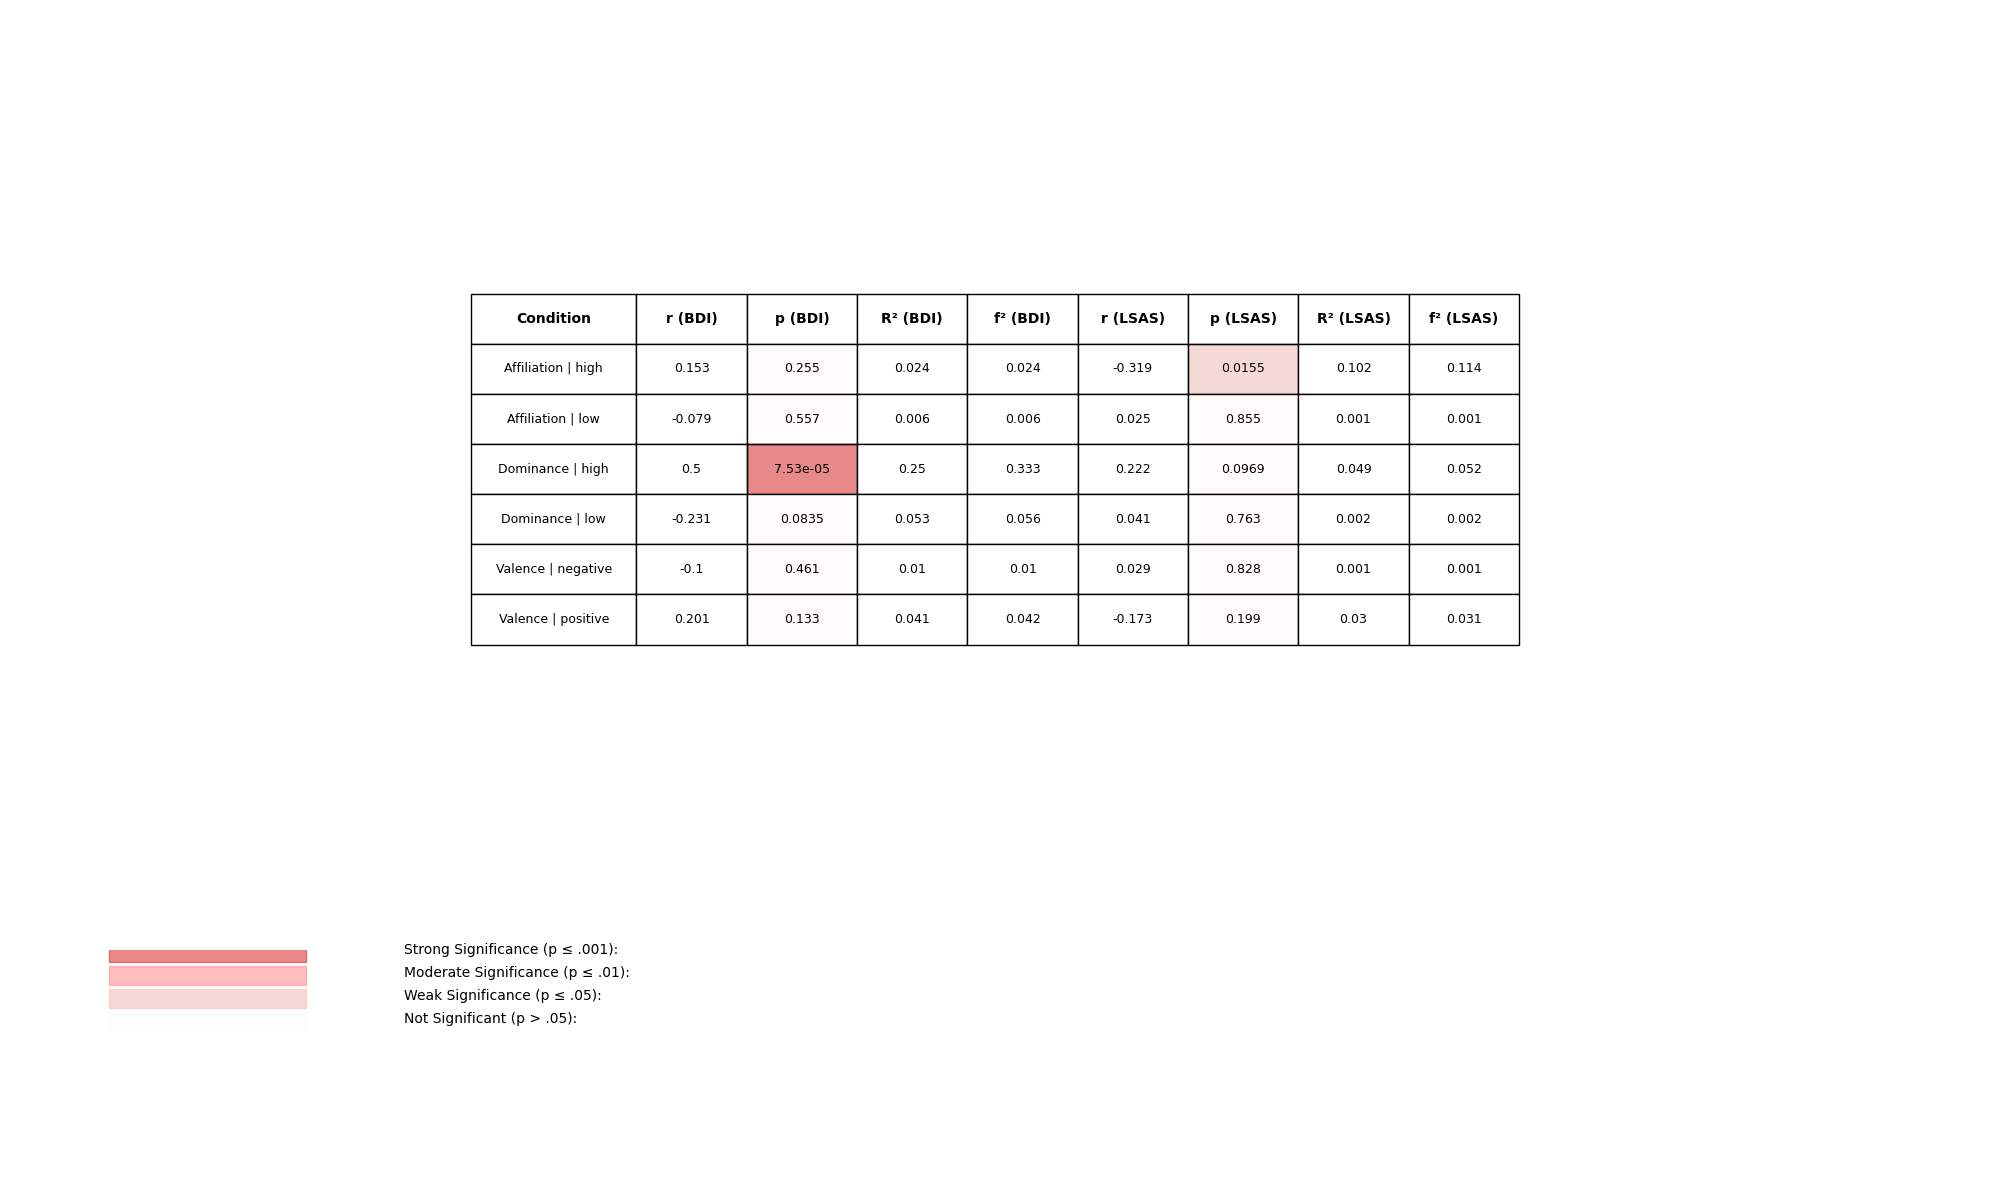 Condition r (BDI) p (BDI) R² (BDI) f² (BDI) r (LSAS) p (LSAS) R² (LSAS) f² (LSAS)
Affiliation | high 0.153 0.255 0.024 0.024 -0.319 0.0155 0.102 0.114
Affiliation | low -0.079 0.557 0.006 0.006 0.025 0.855 0.001 0.001
Dominance | high 0.5 7.53e-05 0.25 0.333 0.222 0.0969 0.049 0.052
Dominance | low -0.231 0.0835 0.053 0.056 0.041 0.763 0.002 0.002
Valence | negative -0.1 0.461 0.01 0.01 0.029 0.828 0.001 0.001
Valence | positive 0.201 0.133 0.041 0.042 -0.173 0.199 0.03 0.031
Strong Significance (p ≤ .001):
Moderate Significance (p ≤ .01):
Weak Significance (p ≤ .05):
Not Significant (p > .05):